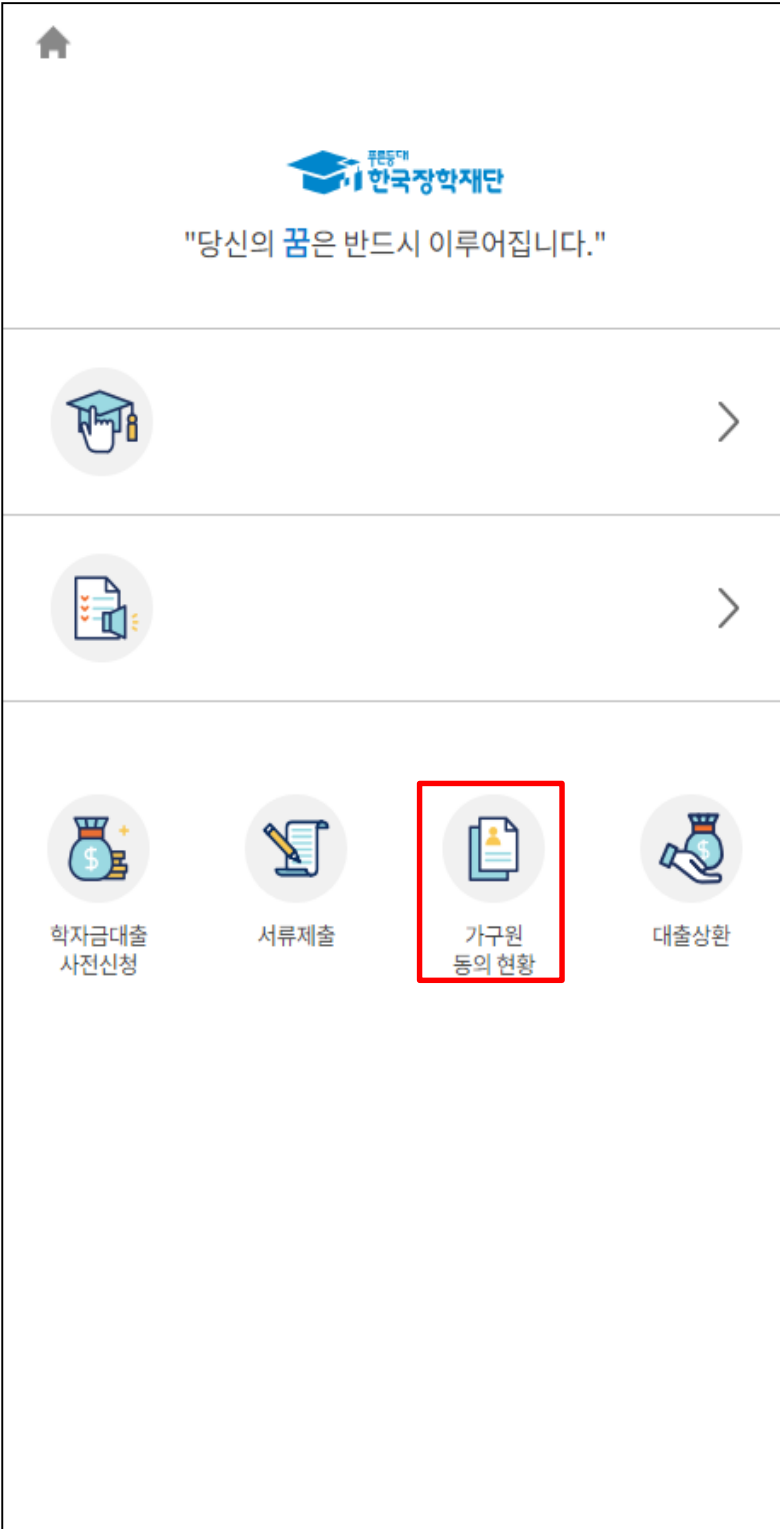 푸른등대
한국장학재단
"당신의 꿈은 반드시 이루어집니다."
학자금대출
사전신청
서류제출
가구원
동의 현황
대출상환